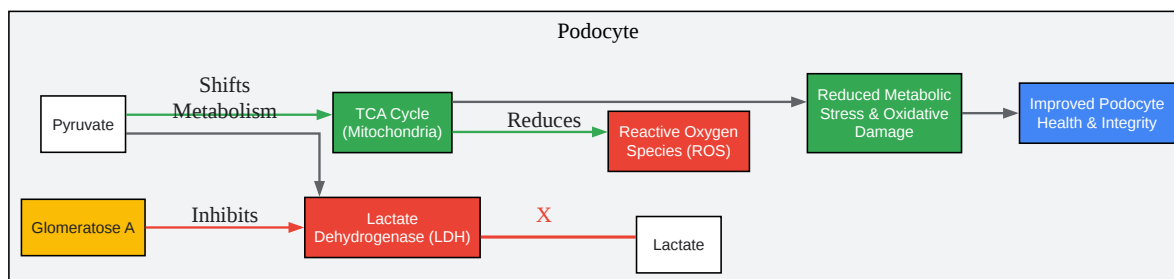 Podocyte
Shifts
Metabolism
Pyruvate
TCA Cycle
(Mitochondria)
Reduces
Reactive Oxygen
Species (ROS)
Reduced Metabolic
Stress & Oxidative
Damage
Improved Podocyte
Health & Integrity
Glomeratose A
Inhibits
Lactate
Dehydrogenase (LDH)
X
Lactate